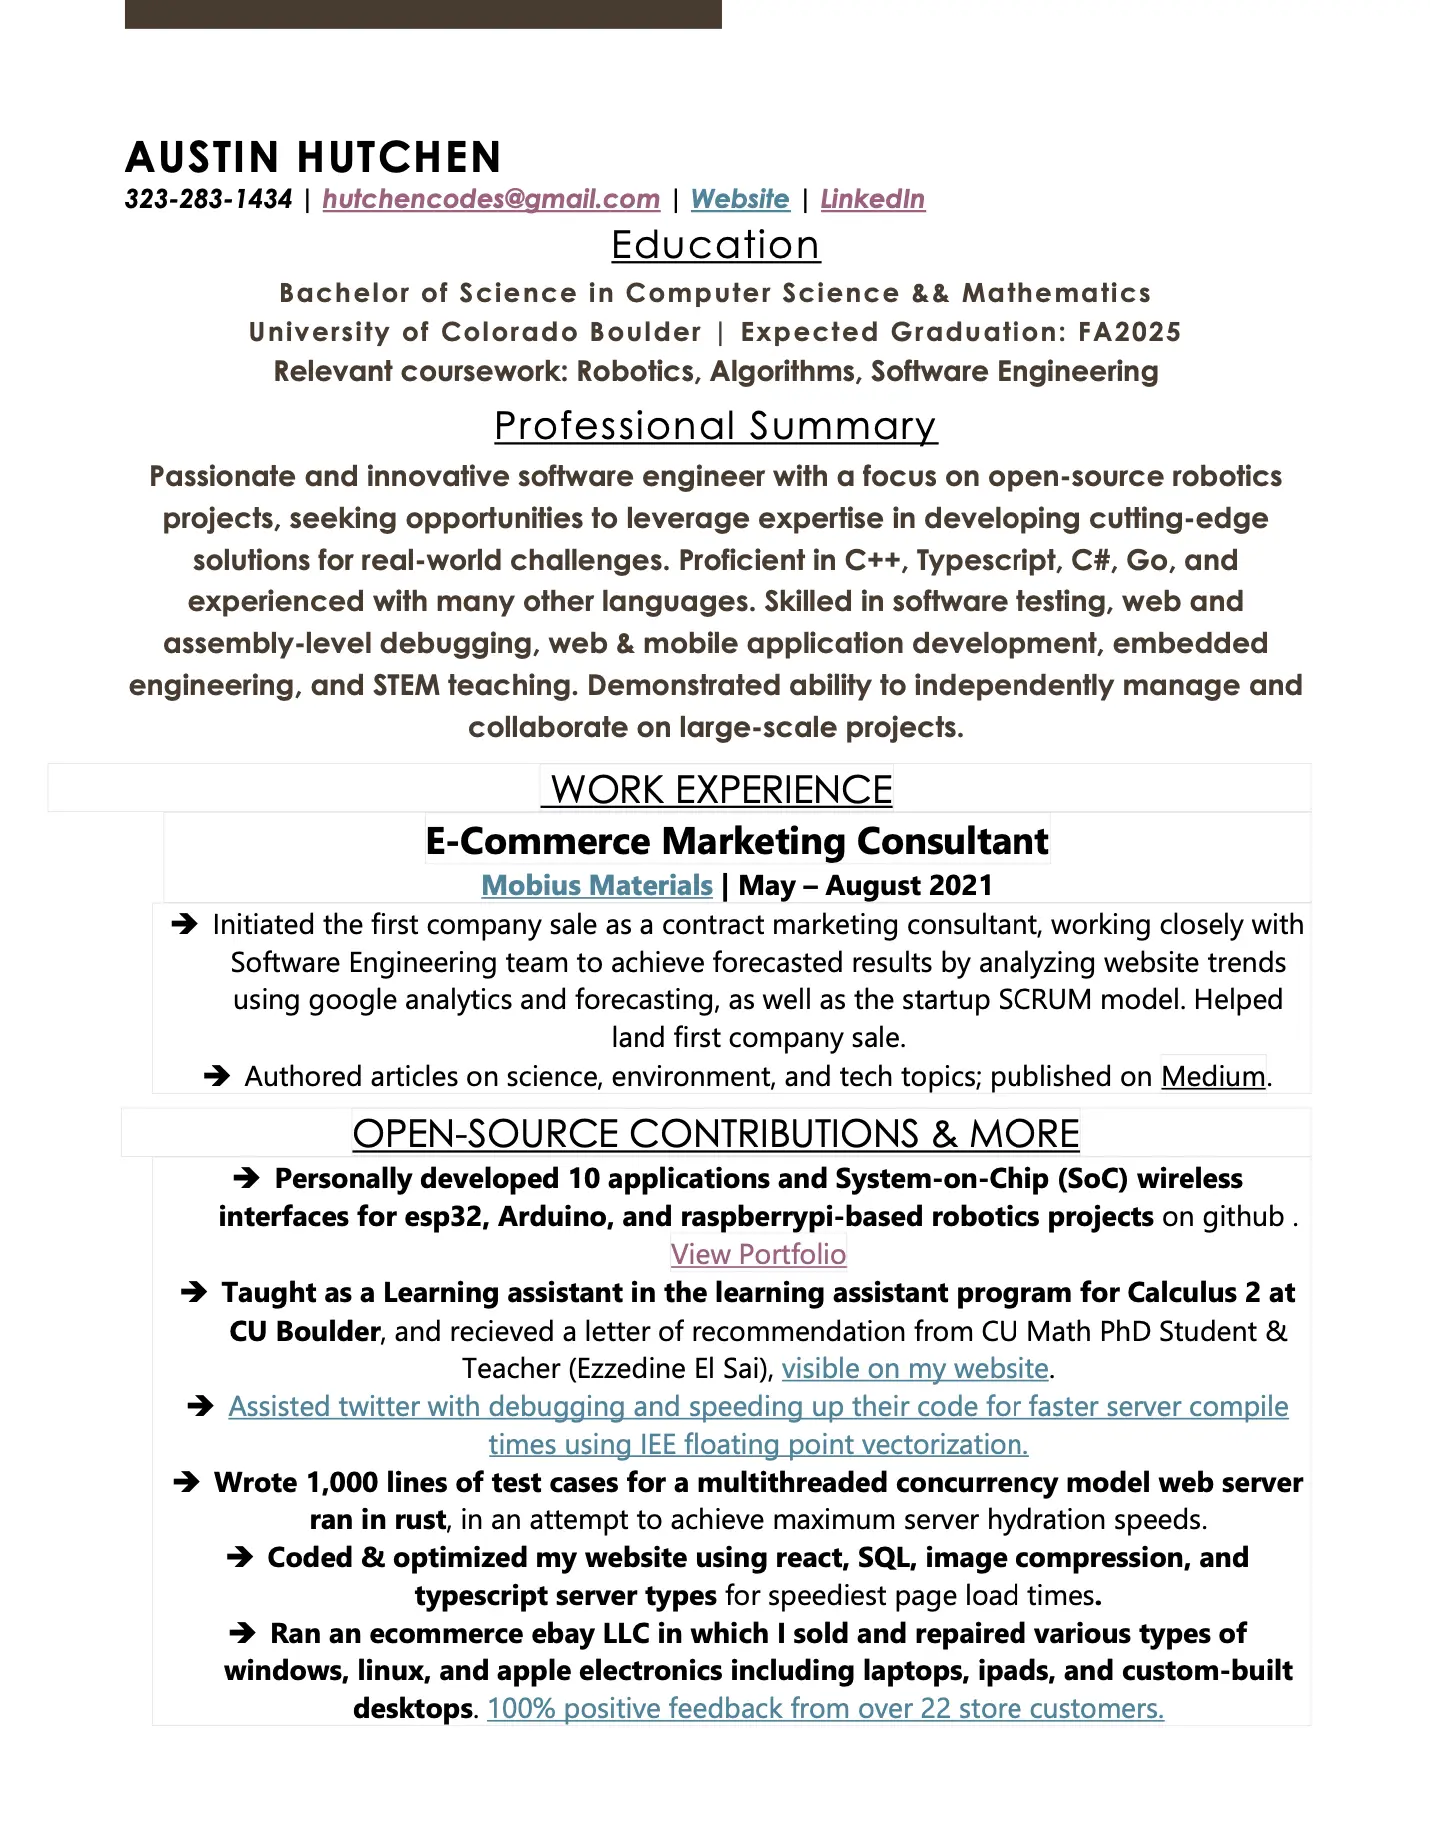 AUSTIN HUTCHEN
323-283-1434 | hutchencodes@gmail.com | Website | LinkedIn
Education
Bachelor of Science in Computer Science && Mathematics
University of Colorado Boulder | Expected Graduation: FA2025
Relevant coursework: Robotics, Algorithms, Software Engineering
Professional Summary
Passionate and innovative software engineer with a focus on open-source robotics
projects, seeking opportunities to leverage expertise in developing cutting-edge
solutions for real-world challenges. Proficient in C++, Typescript, C#, Go, and
experienced with many other languages. Skilled in software testing, web and
assembly-level debugging, web & mobile application development, embedded
engineering, and STEM teaching. Demonstrated ability to independently manage and
collaborate on large-scale projects.
WORK EXPERIENCE
E-Commerce Marketing Consultant
Mobius Materials | May – August 2021
➔ Initiated the first company sale as a contract marketing consultant, working closely with
Software Engineering team to achieve forecasted results by analyzing website trends
using google analytics and forecasting, as well as the startup SCRUM model. Helped
land first company sale.
➔ Authored articles on science, environment, and tech topics; published on Medium.
OPEN-SOURCE CONTRIBUTIONS & MORE
➔ Personally developed 10 applications and System-on-Chip (SoC) wireless
interfaces for esp32, Arduino, and raspberrypi-based robotics projects on github .
View Portfolio
➔ Taught as a Learning assistant in the learning assistant program for Calculus 2 at
CU Boulder, and recieved a letter of recommendation from CU Math PhD Student &
Teacher (Ezzedine El Sai), visible on my website.
➔ Assisted twitter with debugging and speeding up their code for faster server compile
times using IEE floating point vectorization.
➔ Wrote 1,000 lines of test cases for a multithreaded concurrency model web server
ran in rust, in an attempt to achieve maximum server hydration speeds.
➔ Coded & optimized my website using react, SQL, image compression, and
typescript server types for speediest page load times.
➔ Ran an ecommerce ebay LLC in which I sold and repaired various types of
windows, linux, and apple electronics including laptops, ipads, and custom-built
desktops. 100% positive feedback from over 22 store customers.